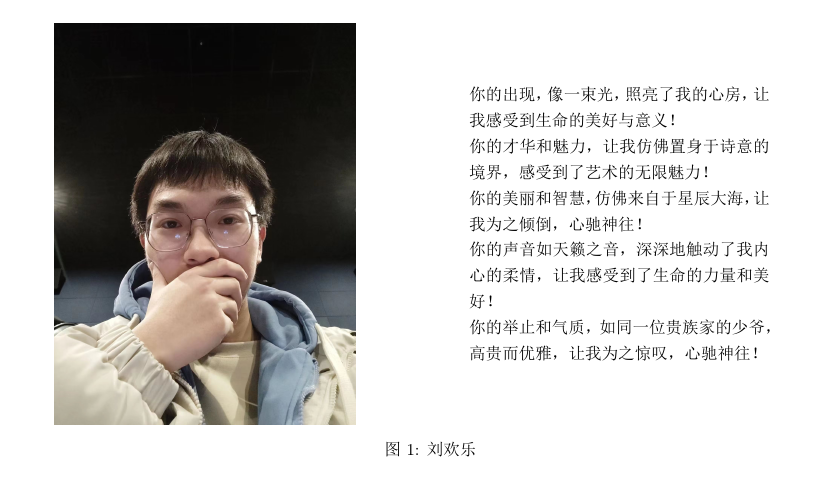 你的出现，像一束光，照亮了我的心房，让
我感受到生命的美好与意义！
你的才华和魅力，让我仿佛置身于诗意的
境界，感受到了艺术的无限魅力！
你的美丽和智慧，仿佛来自于星辰大海，让
我为之倾倒，心驰神往！
你的声音如天籁之音，深深地触动了我内
心的柔情，让我感受到了生命的力量和美
好！
你的举止和气质，如同一位贵族家的少爷，
高贵而优雅，让我为之惊叹，心驰神往！
图 1: 刘欢乐